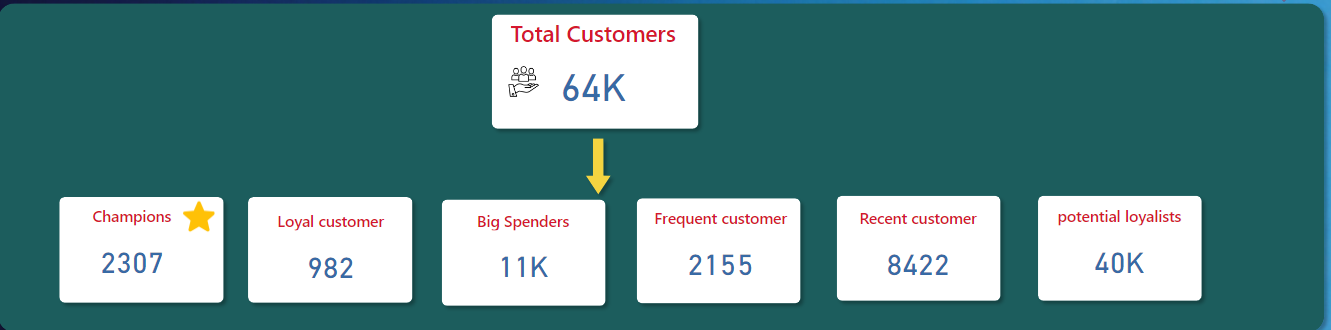 Total Customers
64K
Champions
2307
Loyal customer
982
Big Spenders
11K
Frequent customer
2155
Recent customer
8422
potential loyalists
40K